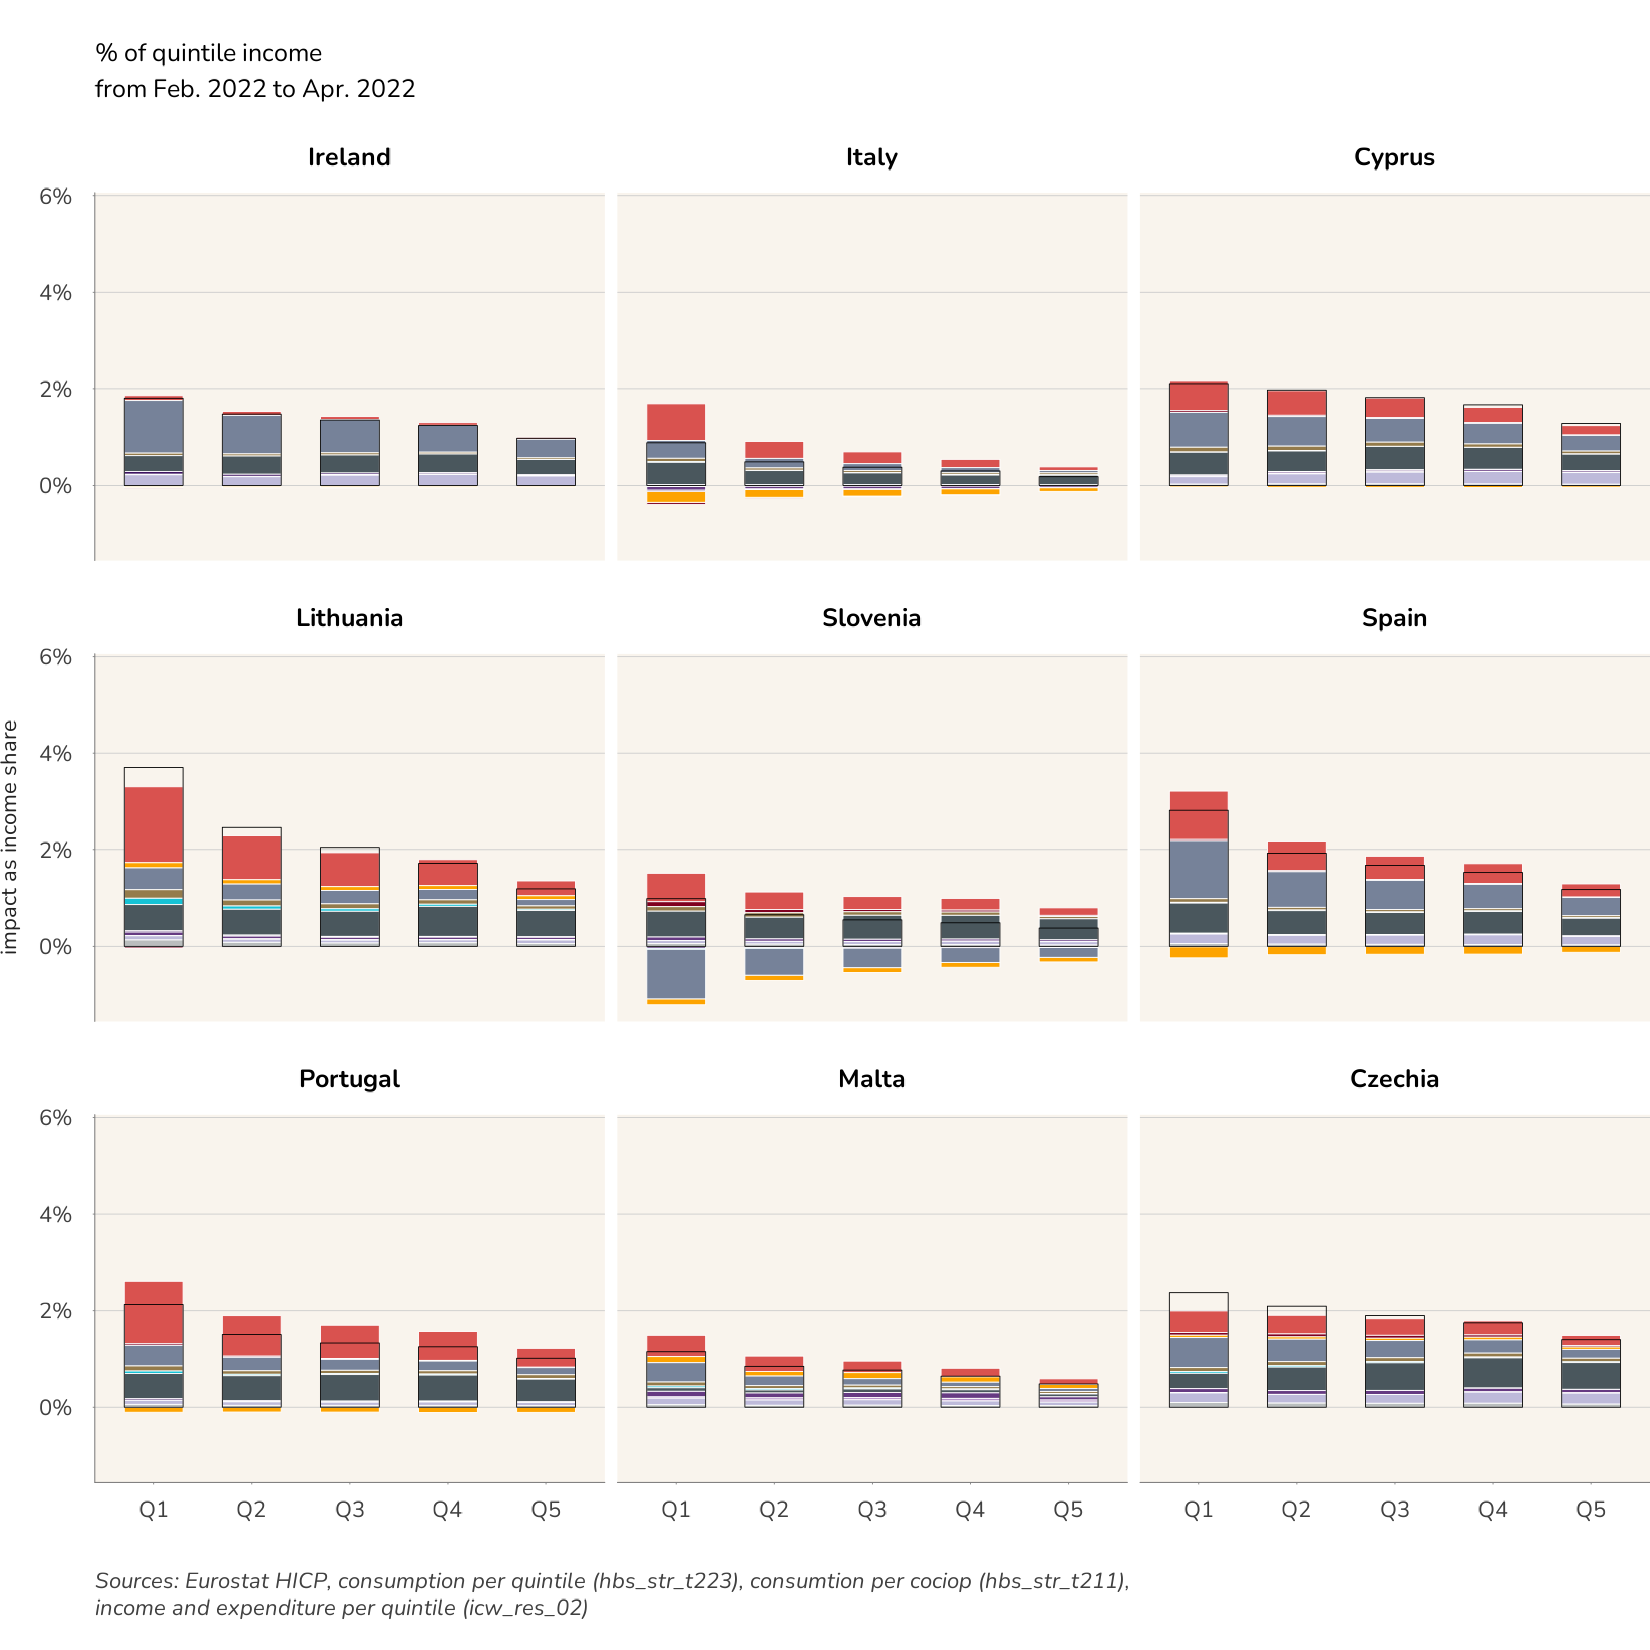 % of quintile income
from Feb. 2022 to Apr. 2022
Ireland
Italy
Cyprus
6%
4%
2%
0%
Lithuania
Slovenia
Spain
6%
4%
2%
0%
impact as income share
Portugal
Malta
Czechia
6%
4%
2%
0%
Q1 Q2 Q3 Q4 Q5
Q1 Q2 Q3 Q4 Q5
Q1 Q2 Q3 Q4 Q5
Sources: Eurostat HICP, consumption per quintile (hbs_str_t223), consumtion per cociop (hbs_str_t211),
income and expenditure per quintile (icw_res_02)